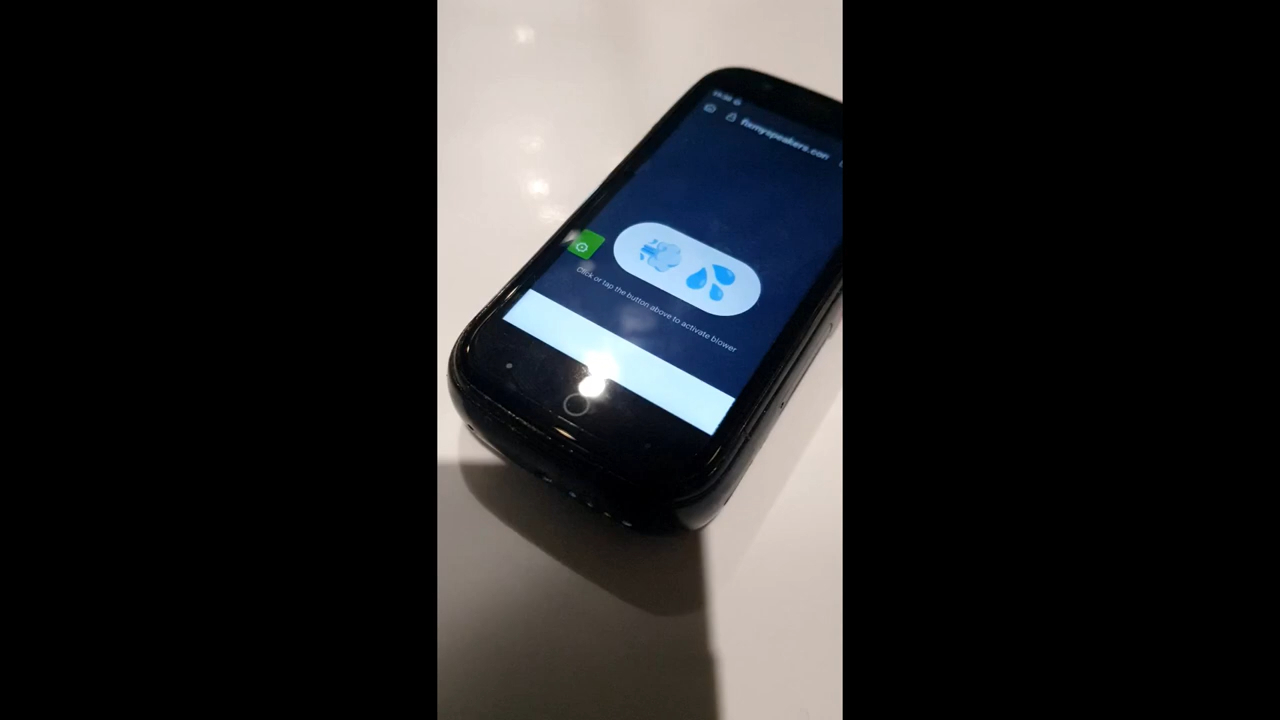 fixmyspeakers.com
Click or tap the button above to activate blower